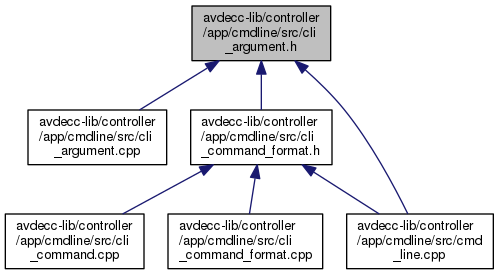 avdecc-lib/controller
/app/cmdline/src/cli
_argument.h
avdecc-lib/controller
/app/cmdline/src/cli
_argument.cpp
avdecc-lib/controller
/app/cmdline/src/cli
_command_format.h
avdecc-lib/controller
/app/cmdline/src/cli
_command.cpp
avdecc-lib/controller
/app/cmdline/src/cli
_command_format.cpp
avdecc-lib/controller
/app/cmdline/src/cmd
_line.cpp